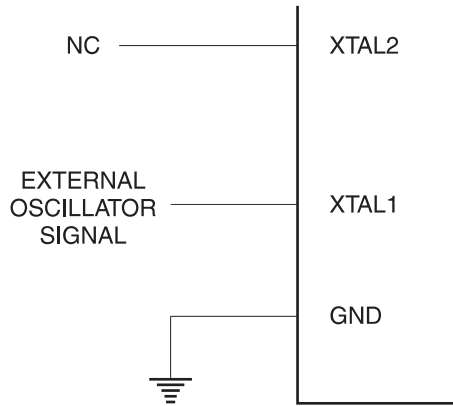 NC
XTAL2
EXTERNAL
OSCILLATOR
SIGNAL
XTAL1
GND